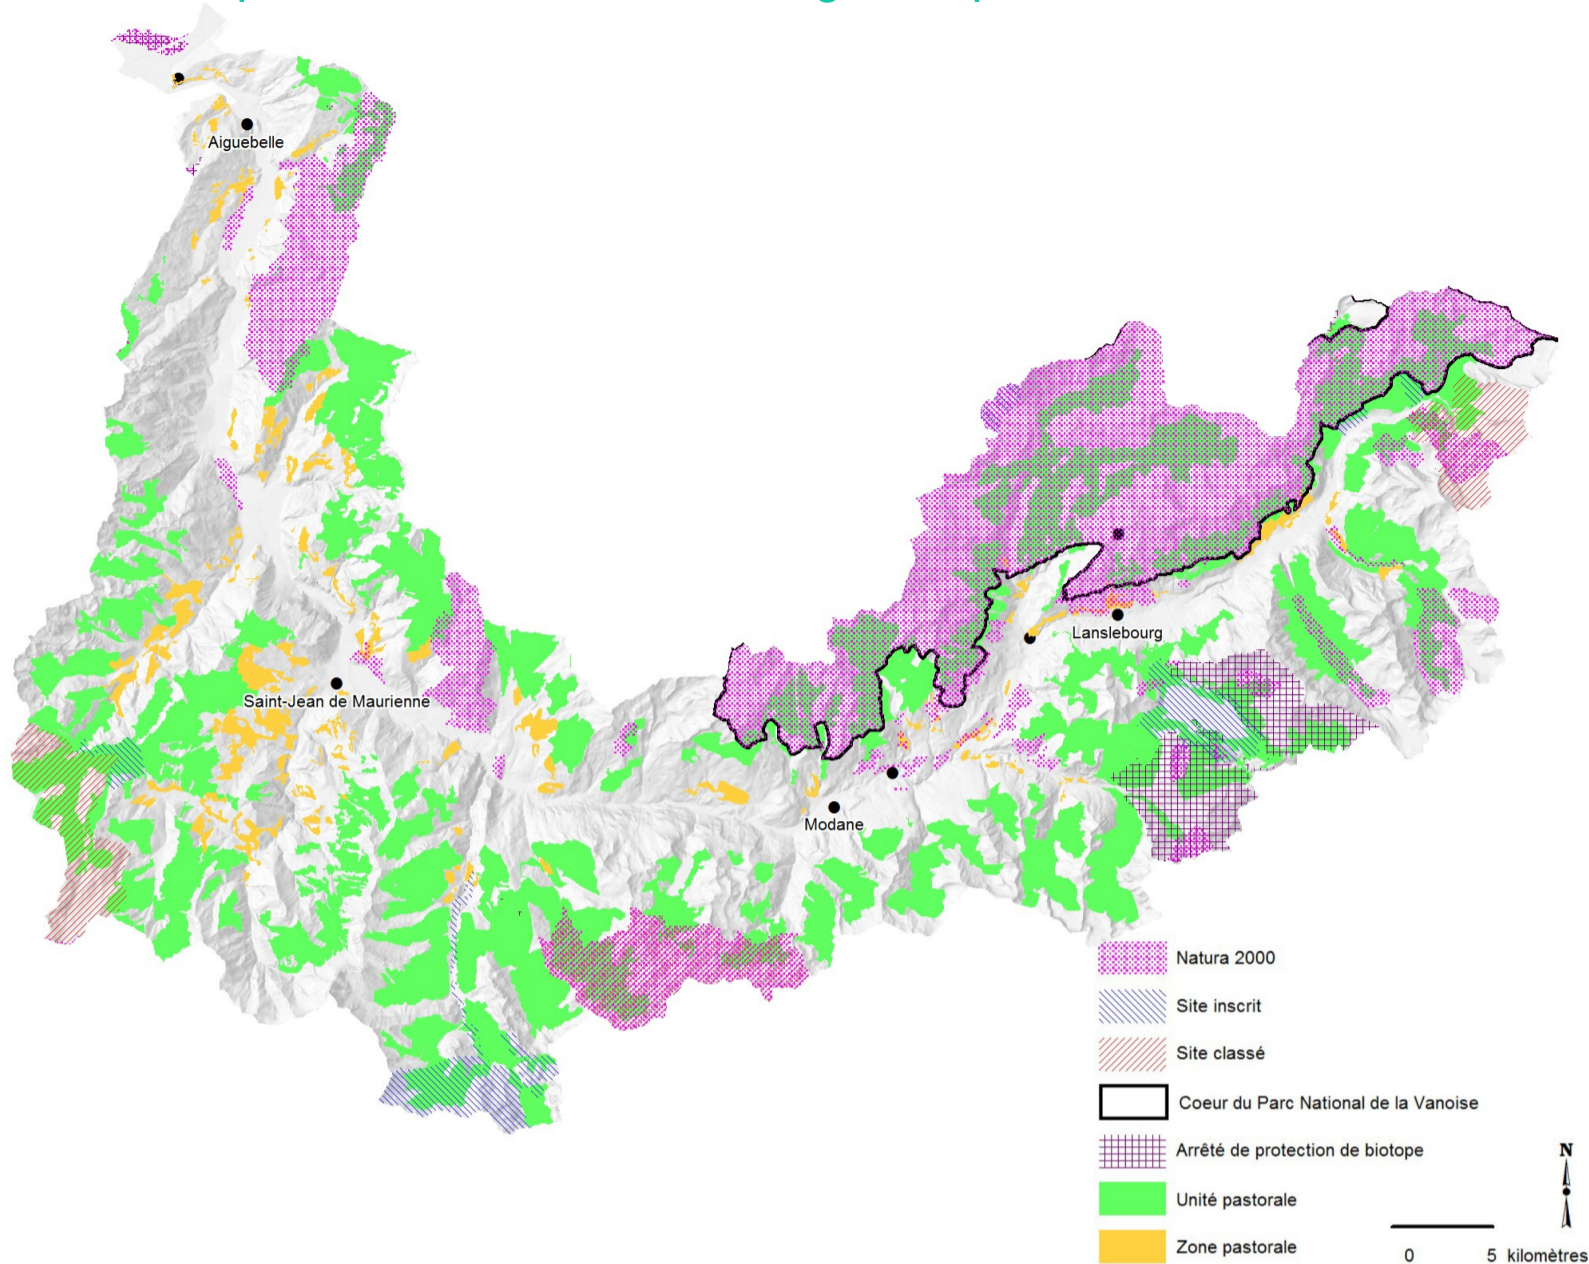 Aiguebelle
Lanslebourg
Saint-Jean de Maurienne
Modane
Natura 2000
Site inscrit
Site classé
Coeur du Parc National de la Vanoise
Arrêté de protection de biotope
Unité pastorale
Zone pastorale
N
0 5 kilomètres